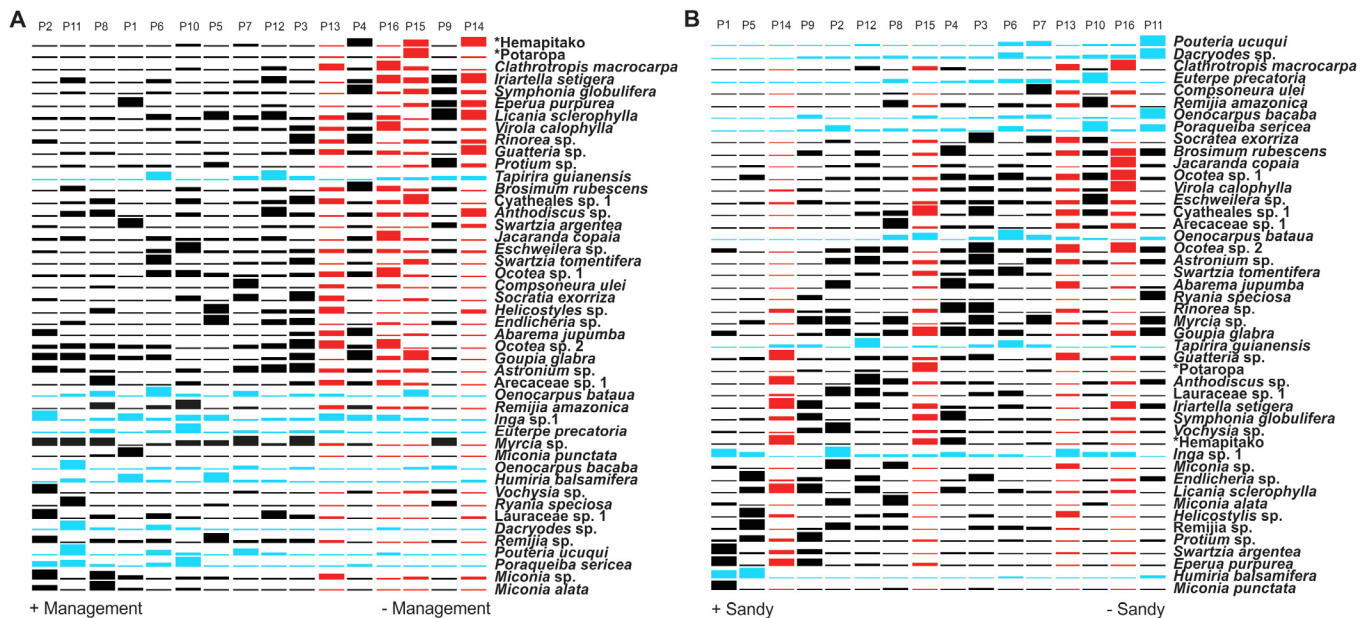 A
P2 P11 P8 P1 P6 P10 P5 P7 P12 P3 P13 P4 P16 P15 P9 P14
*Hemapitako
*Potaropa
Clathrotropis macrocarpa
Iriartella setigera
Symphonia globulifera
Eperua purpurea
Licania sclerophylla
Virola calophylla
Rinorea sp.
Guatteria sp.
Protium sp.
Tapirira guianensis
Brosimum rubescens
Cyatheales sp. 1
Anthodiscus sp.
Swartzia argentea
Jacaranda copaia
Eschweilera sp.
Swartzia tomentifera
Ocotea sp. 1
Compsoneura ulei
Socratia exorriza
Helicostyles sp.
Endlicheria sp.
Abarema jupumba
Ocotea sp. 2
Goupia glabra
Astronium sp.
Arecaceae sp. 1
Oenocarpus bataua
Remijia amazonica
Inga sp.1
Euterpe precatoria
Myrcia sp.
Miconia punctata
Oenocarpus bacaba
Humiria balsamifera
Vochysia sp.
Ryania speciosa
Lauraceae sp. 1
Dacryodes sp.
Remijia sp.
Pouteria ucuqui
Poraqueiba sericea
Miconia sp.
Miconia alata
+ Management - Management
B
P1 P5 P14 P9 P2 P12 P8 P15 P4 P3 P6 P7 P13 P10 P16 P11
Pouteria ucuqui
Dacryodes sp.
Clathrotropis macrocarpa
Euterpe precatoria
Compsoneura ulei
Remijia amazonica
Oenocarpus bacaba
Poraqueiba sericea
Socratea exorriza
Brosimum rubescens
Jacaranda copaia
Ocotea sp. 1
Virola calophylla
Eschweilera sp.
Cyatheales sp. 1
Arecaceae sp. 1
Oenocarpus bataua
Ocotea sp. 2
Astronium sp.
Swartzia tomentifera
Abarema jupumba
Ryania speciosa
Rinorea sp.
Myrcia sp.
Goupia glabra
Tapirira guianensis
Guatteria sp.
*Potaropa
Anthodiscus sp.
Lauraceae sp. 1
Iriartella setigera
Symphonia globulifera
Vochysia sp.
*Hemapitako
Inga sp. 1
Miconia sp.
Endlicheria sp.
Licania sclerophylla
Miconia alata
Helicostylis sp.
Remijia sp.
Protium sp.
Swartzia argentea
Eperua purpurea
Humiria balsamifera
Miconia punctata
+ Sandy - Sandy